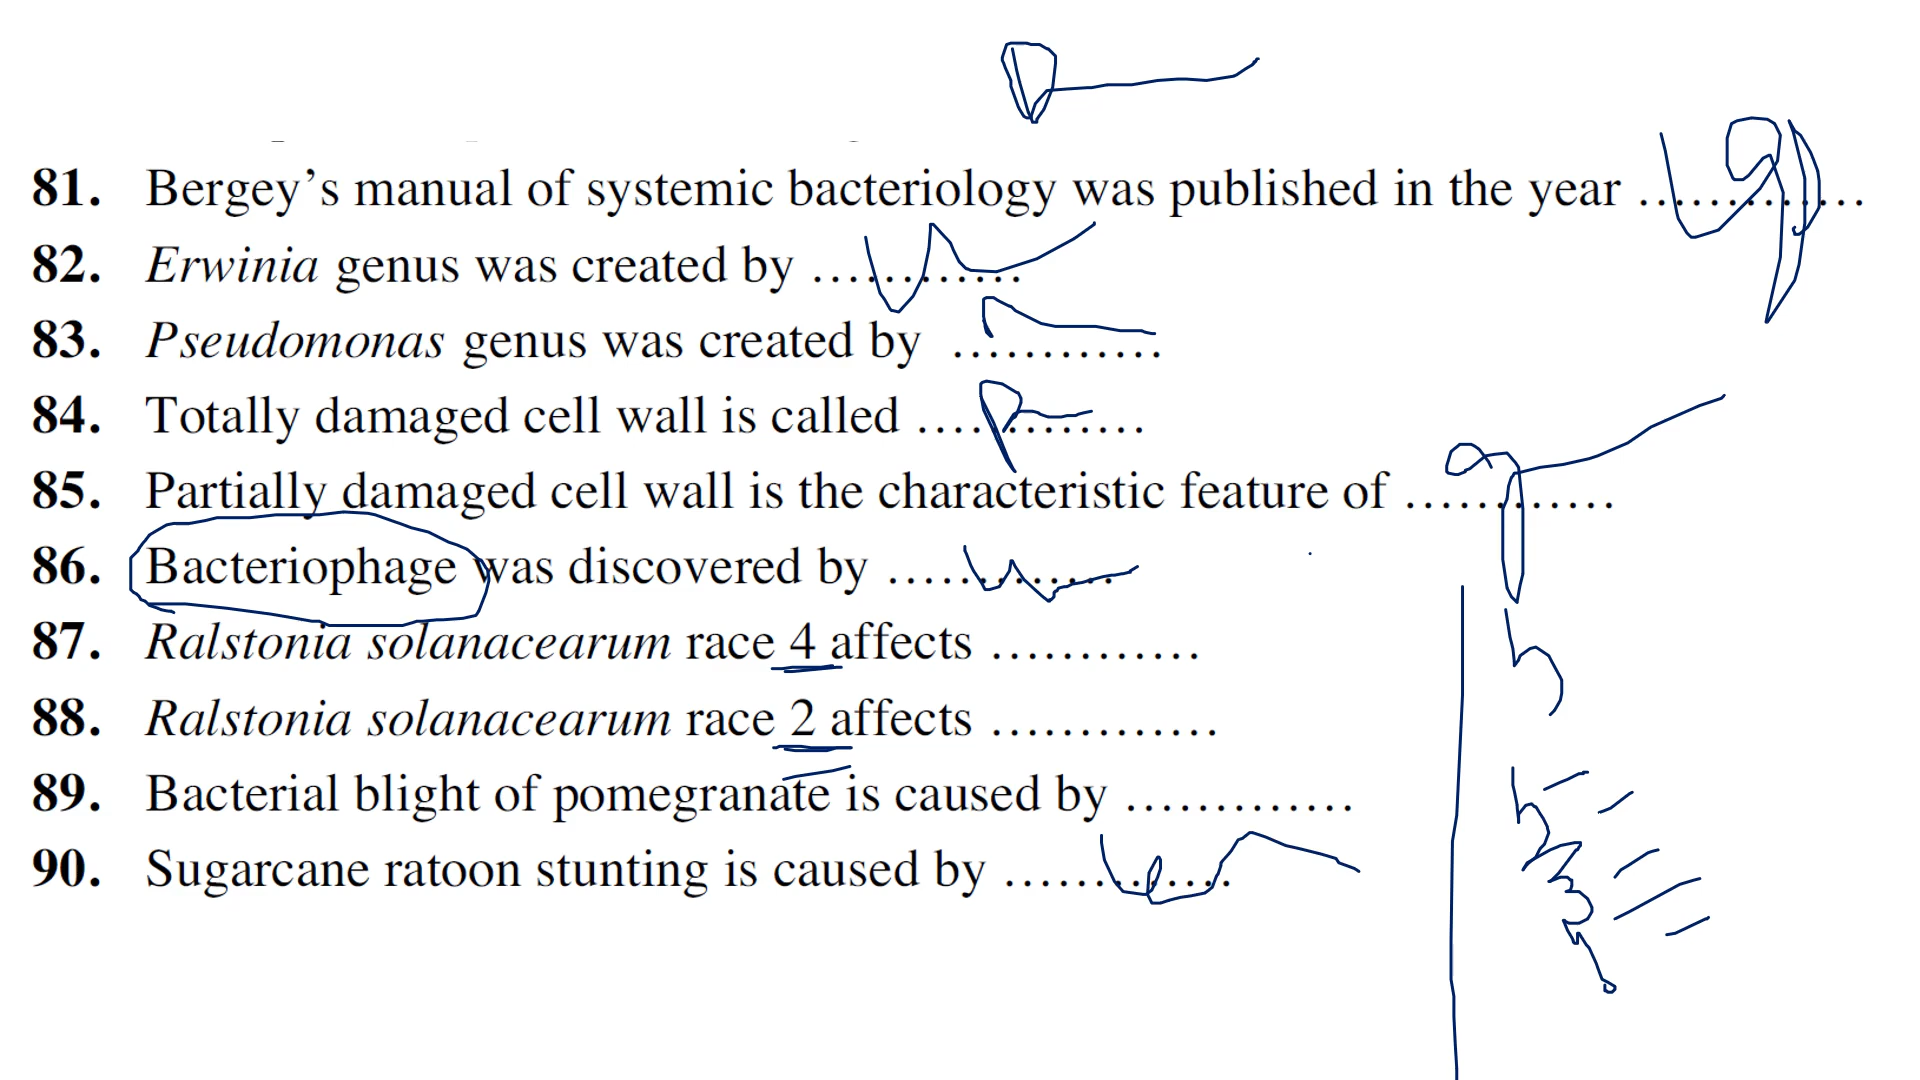 81. Bergey’s manual of systemic bacteriology was published in the year .............
82. Erwinia genus was created by ............
83. Pseudomonas genus was created by ............
84. Totally damaged cell wall is called .............
85. Partially damaged cell wall is the characteristic feature of ............
86. Bacteriophage was discovered by .............
87. Ralstonia solanacearum race 4 affects ............
88. Ralstonia solanacearum race 2 affects .............
89. Bacterial blight of pomegranate is caused by .............
90. Sugarcane ratoon stunting is caused by .............